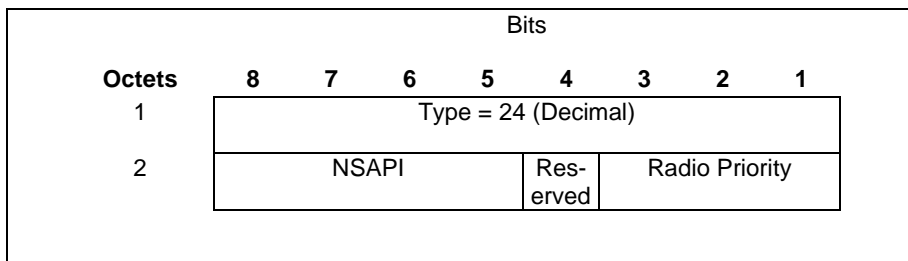 Bits
Octets 8 7 6 5 4 3 2 1
1 Type = 24 (Decimal)
2 NSAPI Res- Radio Priority
erved